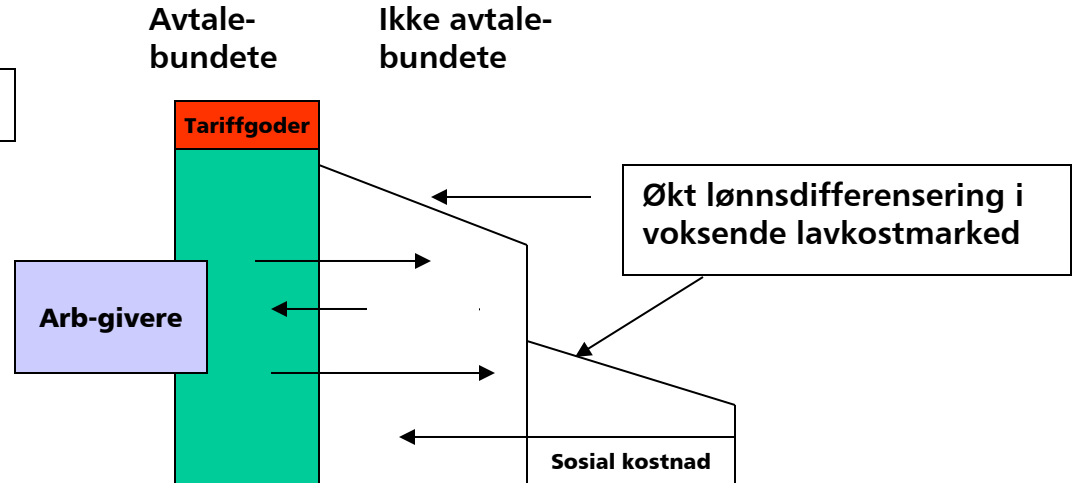 Avtale-
bundete
Ikke avtale-
bundete
Tariffgoder
Økt lønnsdifferensering i
voksende lavkostmarked
Arb-givere
Sosial kostnad